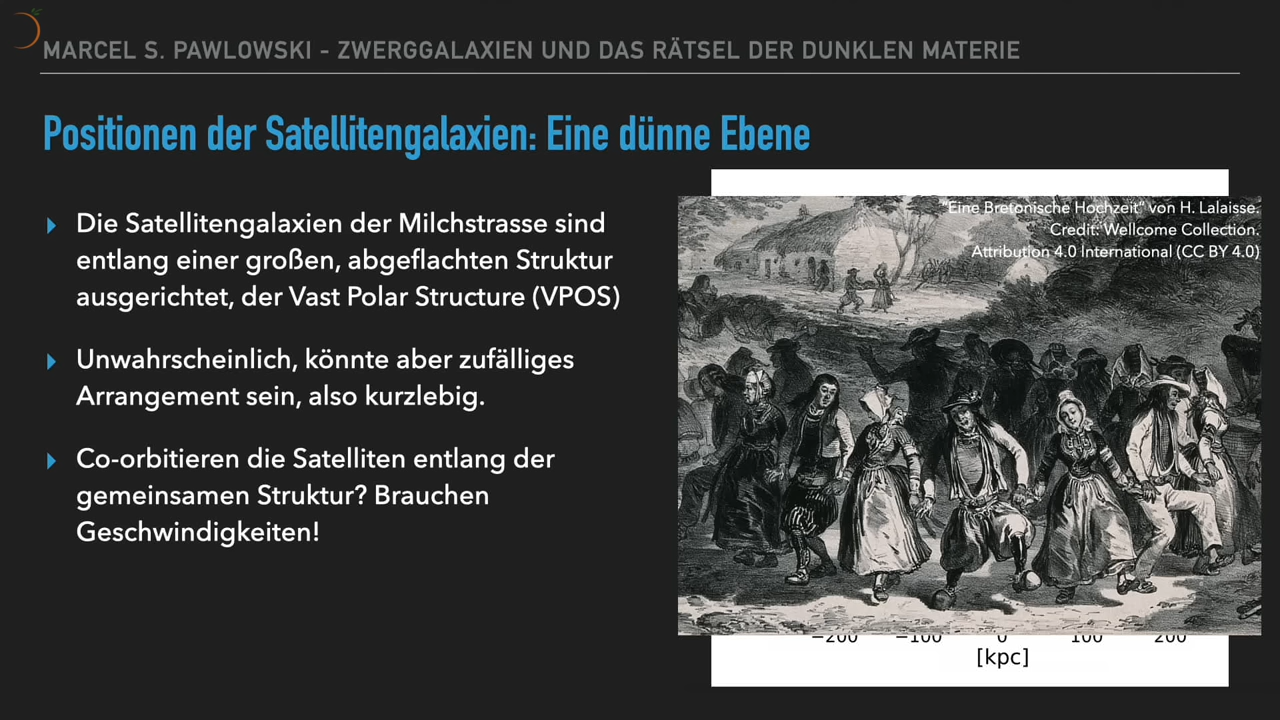 MARCEL S. PAWLOWSKI - ZWERGGALAXIEN UND DAS RÄTSEL DER DUNKLEN MATERIE
Positionen der Satellitengalaxien: Eine dünne Ebene
Die Satellitengalaxien der Milchstrasse sind
entlang einer großen, abgeflachten Struktur
ausgerichtet, der Vast Polar Structure (VPOS)
Unwahrscheinlich, könnte aber zufälliges
Arrangement sein, also kurzlebig.
Co-orbitieren die Satelliten entlang der
gemeinsamen Struktur? Brauchen
Geschwindigkeiten!
"Eine Bretonische Hochzeit" von H. Lalaisse.
Credit: Wellcome Collection.
Attribution 4.0 International (CC BY 4.0)
−200 −100 0 100 200
[kpc]